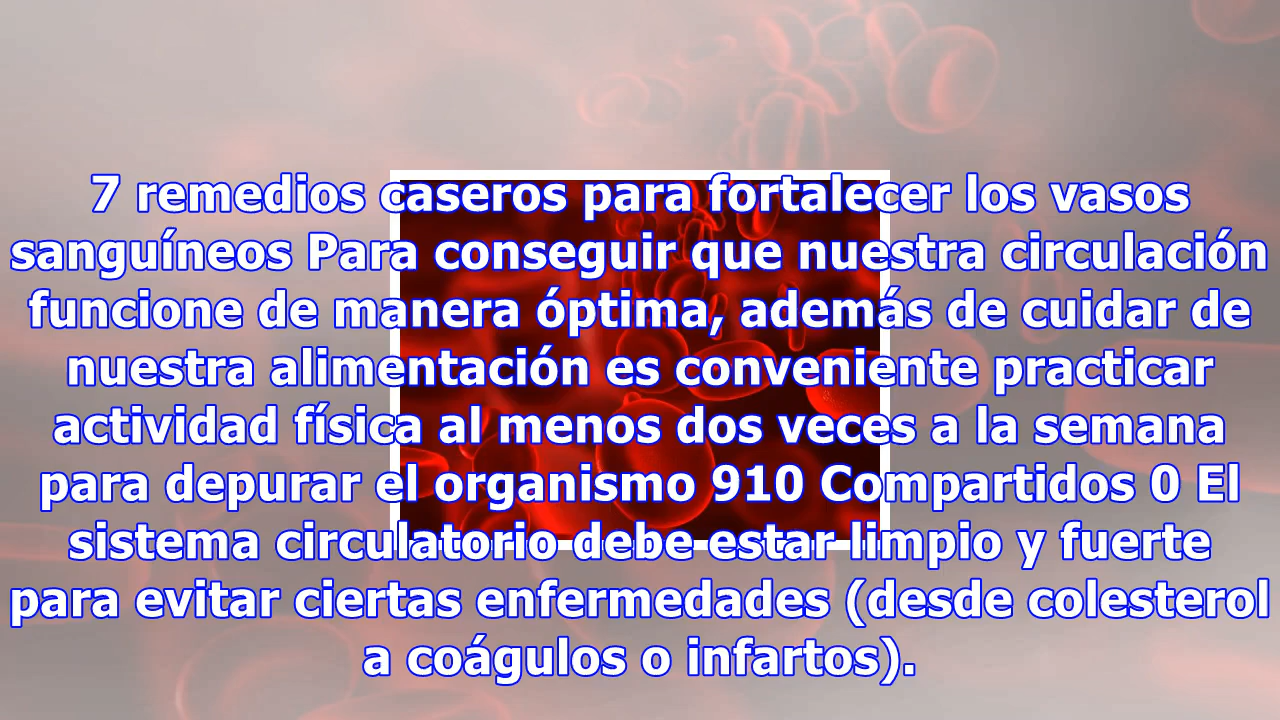 7 remedios caseros para fortalecer los vasos
sanguíneos Para conseguir que nuestra circulación
funcione de manera óptima, además de cuidar de
nuestra alimentación es conveniente practicar
actividad física al menos dos veces a la semana
para depurar el organismo 910 Compartidos 0 El
sistema circulatorio debe estar limpio y fuerte
para evitar ciertas enfermedades (desde colesterol
a coágulos o infartos).